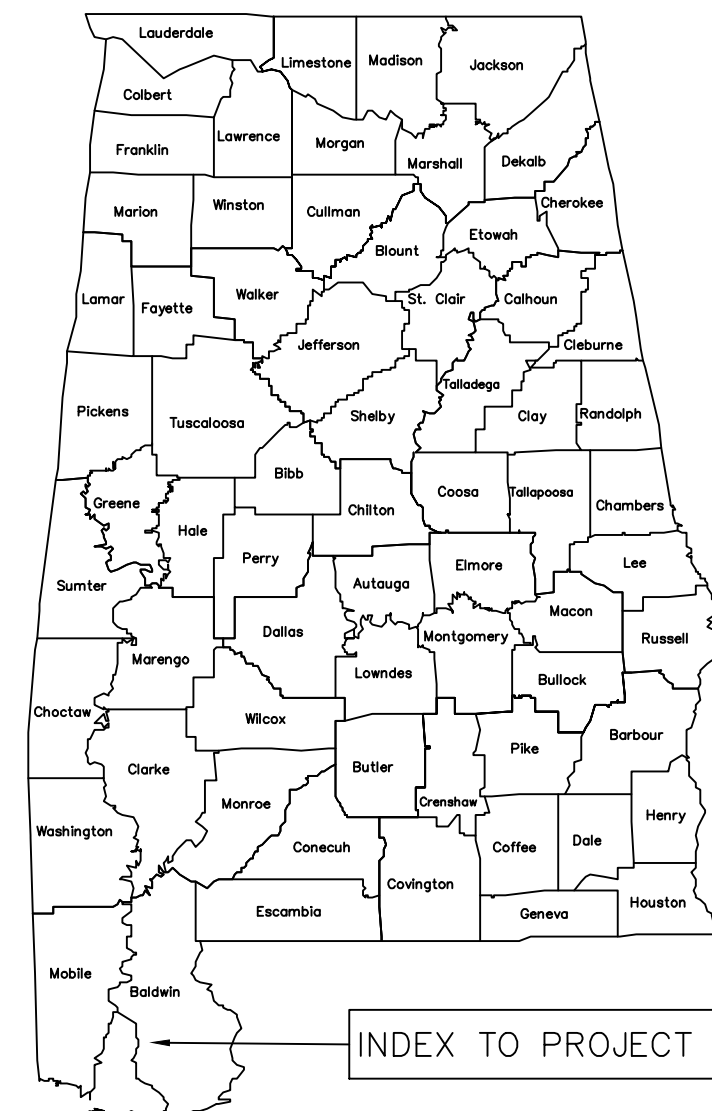 Lauderdale
Limestone
Madison
Jackson
Colbert
Lawrence
Franklin
Morgan
Marshall
Dekalb
Marion
Winston
Cullman
Cherokee
Blount
Etowah
Lamar
Fayette
Walker
St. Clair
Calhoun
Jefferson
Cleburne
Talladega
Pickens
Tuscaloosa
Shelby
Clay
Randolph
Bibb
Greene
Hale
Chilton
Coosa
Tallapoosa
Chambers
Perry
Sumter
Autauga
Elmore
Lee
Macon
Dallas
Montgomery
Russell
Marengo
Lowndes
Bullock
Choctaw
Wilcox
Clarke
Butler
Pike
Barbour
Monroe
Crenshaw
Washington
Conecuh
Coffee
Dale
Henry
Covington
Escambia
Geneva
Houston
Mobile
Baldwin
INDEX TO PROJECT